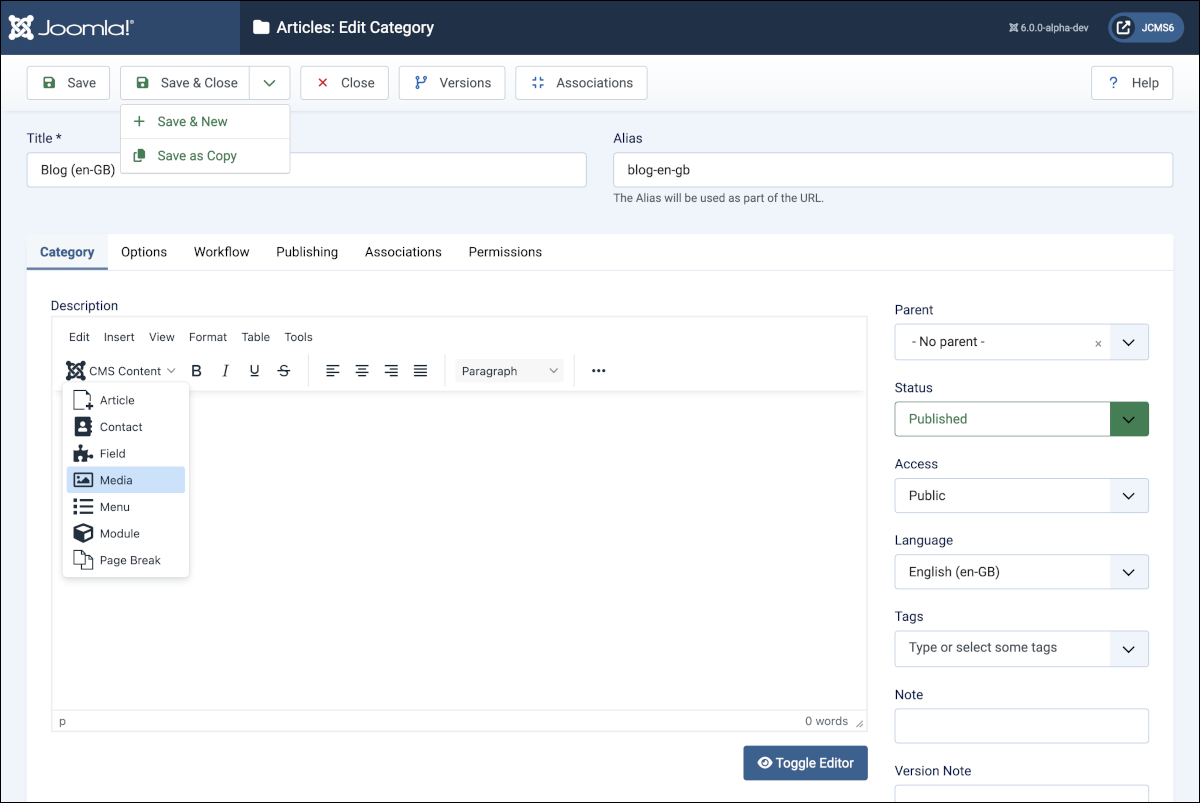 Joomla!®
Articles: Edit Category
6.0.0-alpha-dev
JCMS6
Save
Save & Close
Close
Versions
Associations
? Help
Save & New
Save as Copy
Title *
Blog (en-GB)
Alias
blog-en-gb
The Alias will be used as part of the URL.
Category
Options
Workflow
Publishing
Associations
Permissions
Description
Edit
Insert
View
Format
Table
Tools
CMS Content
B
I
U
S
Paragraph
Article
Contact
Field
Media
Menu
Module
Page Break
p
0 words
Toggle Editor
Parent
- No parent -
Status
Published
Access
Public
Language
English (en-GB)
Tags
Type or select some tags
Note
Version Note